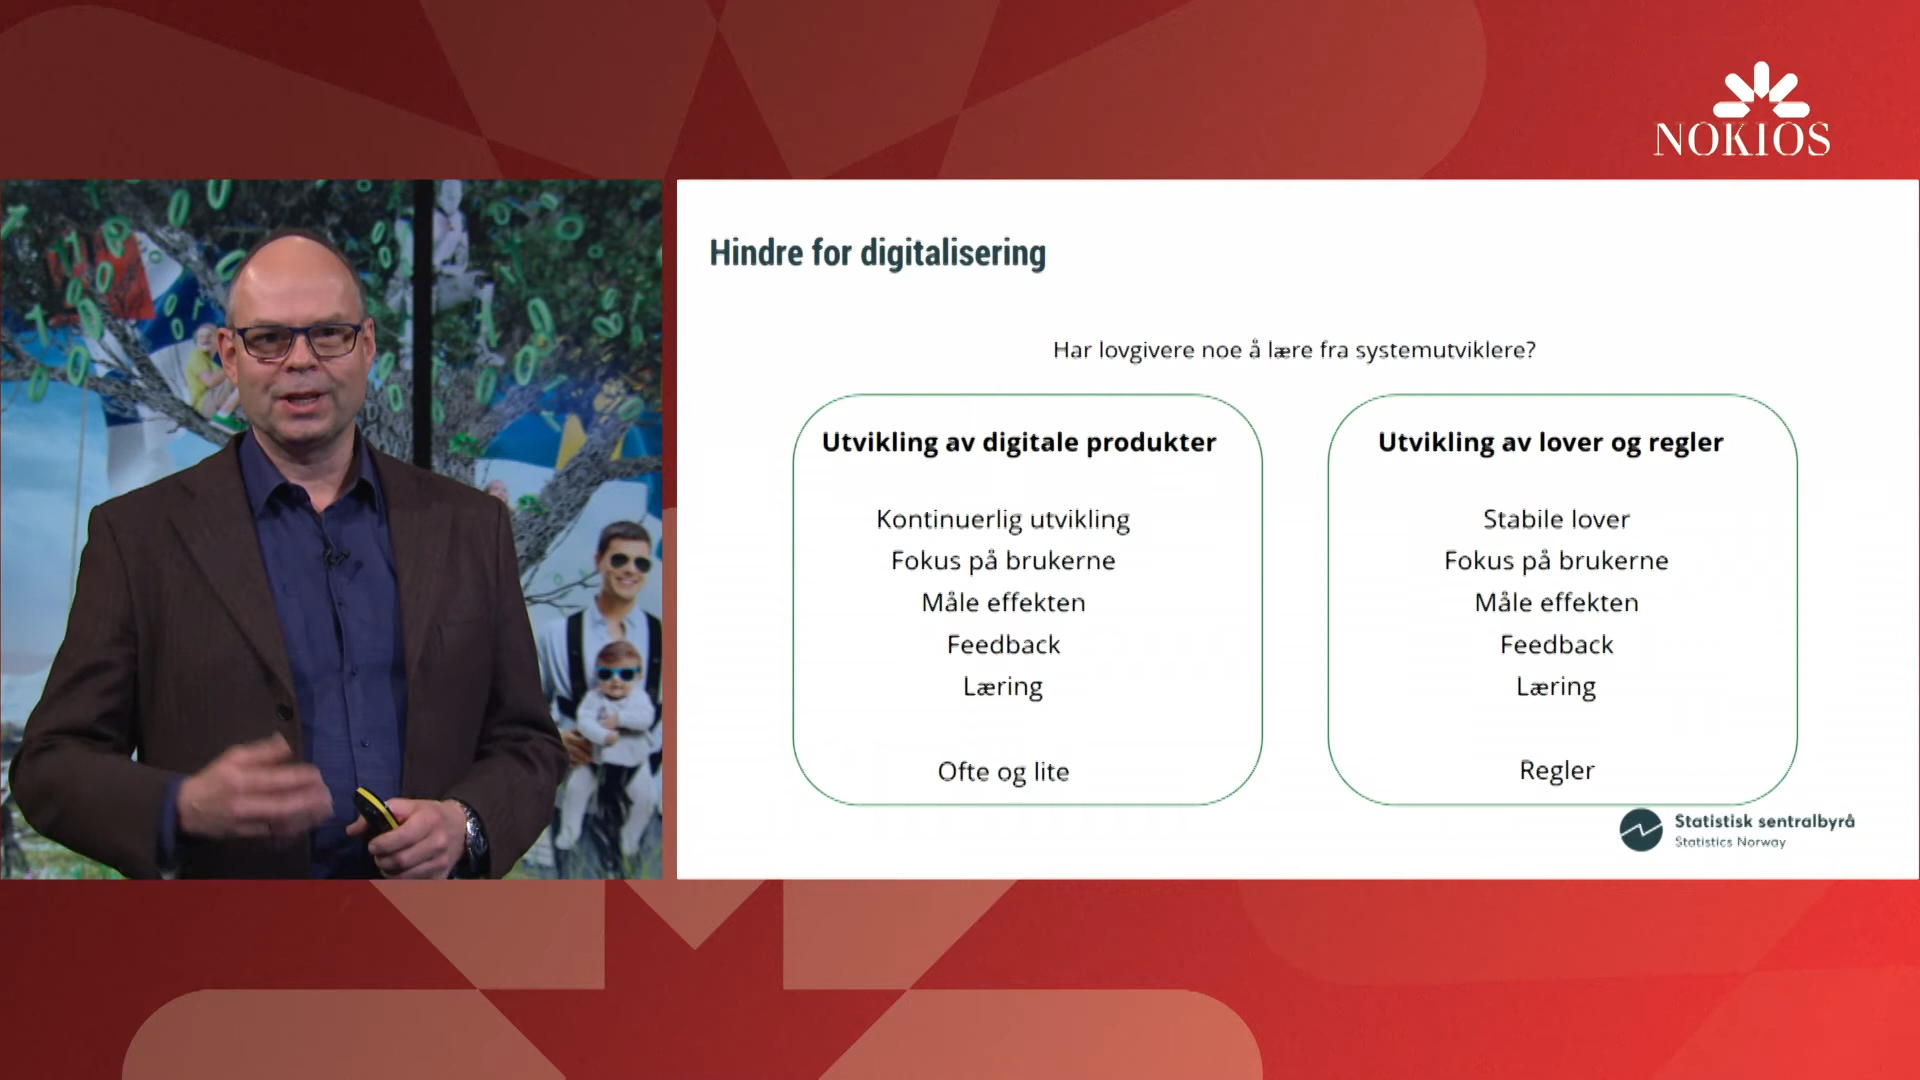 NOKIOS
Hindre for digitalisering
Har lovgivere noe å lære fra systemutviklere?
Utvikling av digitale produkter
Kontinuerlig utvikling
Fokus på brukerne
Måle effekten
Feedback
Læring
Ofte og lite
Utvikling av lover og regler
Stabile lover
Fokus på brukerne
Måle effekten
Feedback
Læring
Regler
Statistisk sentralbyrå
Statistics Norway